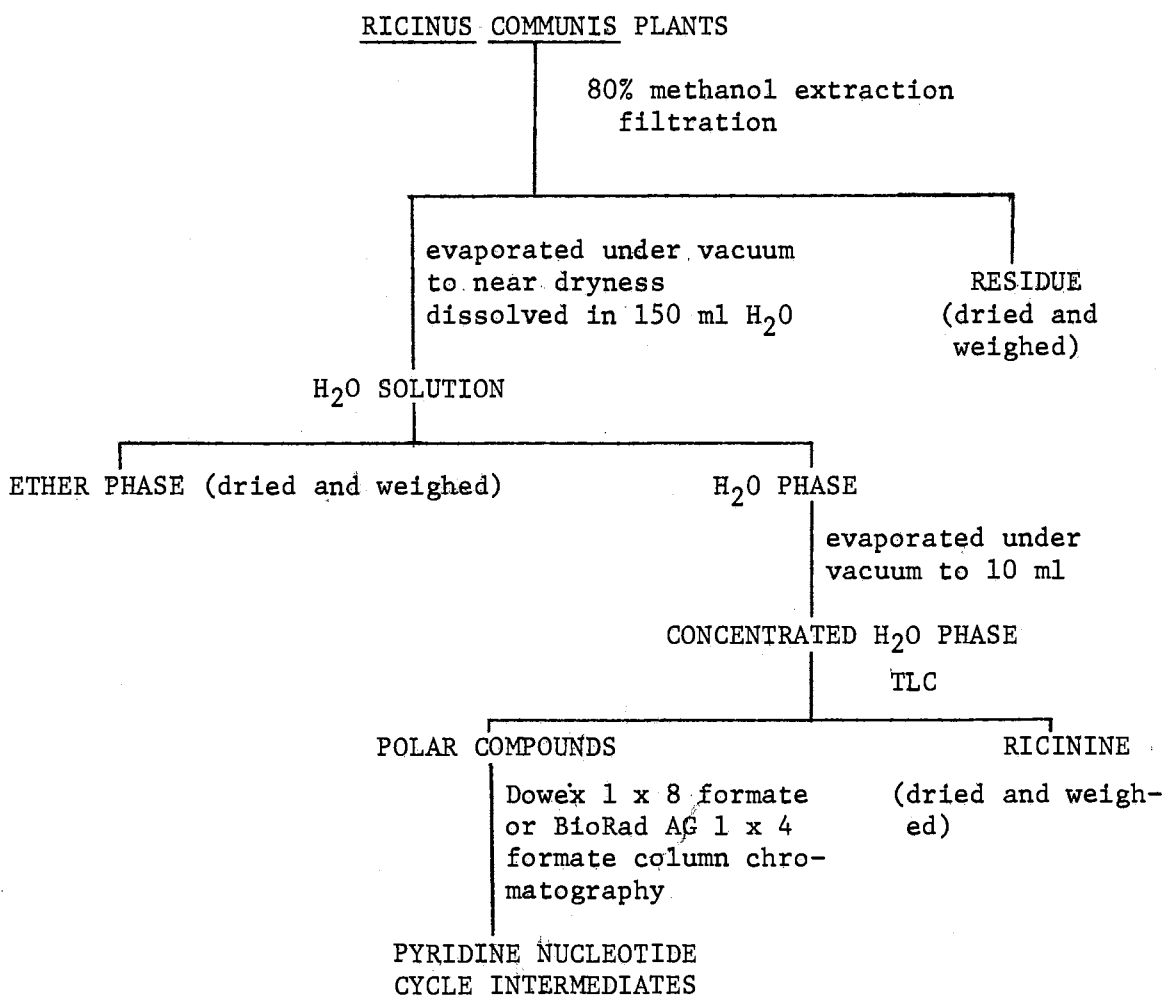 RICINUS COMMUNIS PLANTS
80% methanol extraction
filtration
evaporated under vacuum
to near dryness
dissolved in 150 ml H₂O
RESIDUE
(dried and
weighed)
H₂O SOLUTION
ETHER PHASE (dried and weighed)
H₂O PHASE
evaporated under
vacuum to 10 ml
CONCENTRATED H₂O PHASE
TLC
POLAR COMPOUNDS
RICININE
Dowex 1 x 8 formate
or BioRad AG 1 x 4
formate column chro-
matography
(dried and weigh-
ed)
PYRIDINE NUCLEOTIDE
CYCLE INTERMEDIATES